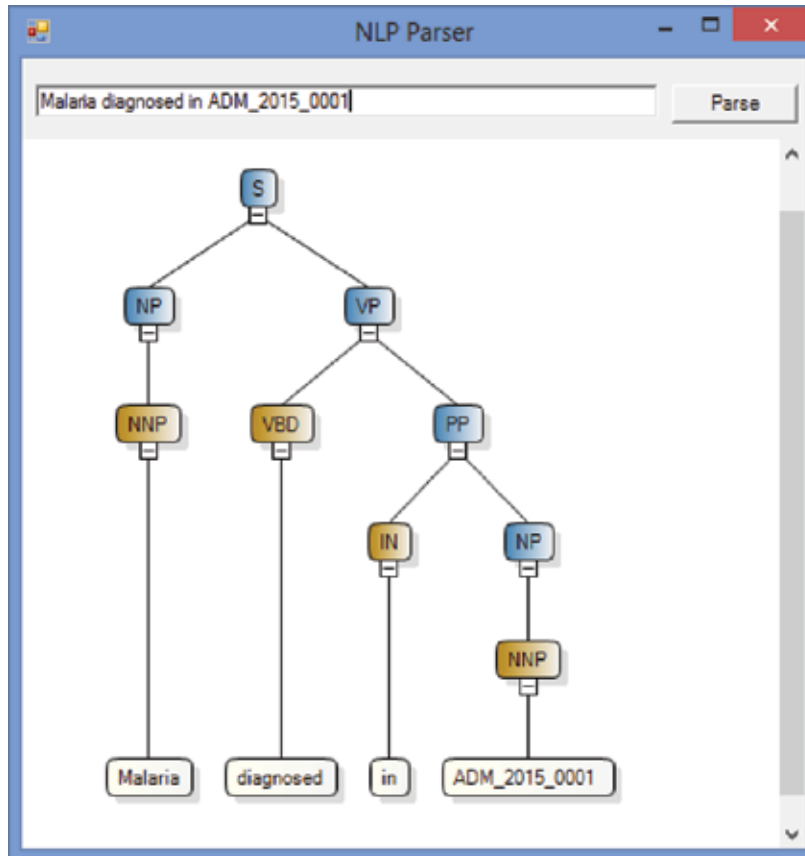 NLP Parser
Malaria diagnosed in ADM_2015_0001
Parse
S
NP VP
NNP VBD PP
IN NP
NNP
Malaria diagnosed in ADM_2015_0001